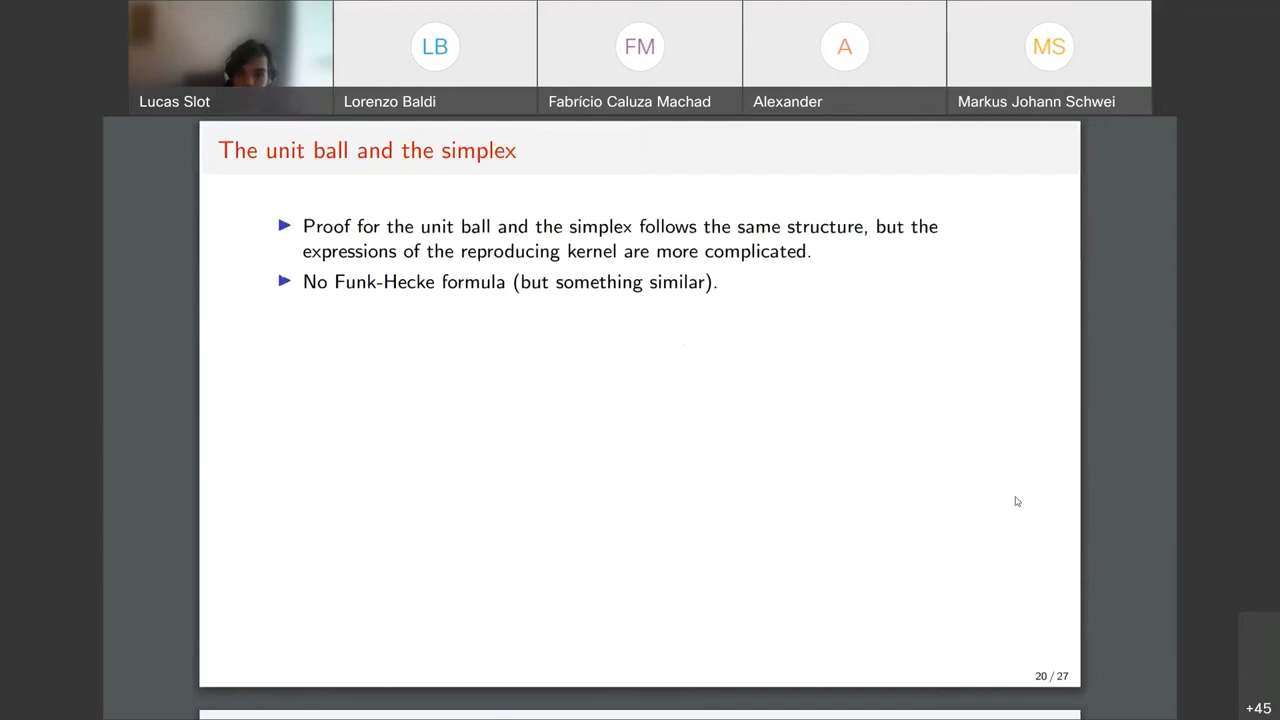 LB
FM
A
MS
Lucas Slot
Lorenzo Baldi
Fabrício Caluza Machad
Alexander
Markus Johann Schwei
The unit ball and the simplex
Proof for the unit ball and the simplex follows the same structure, but the
expressions of the reproducing kernel are more complicated.
No Funk-Hecke formula (but something similar).
20 / 27
+45